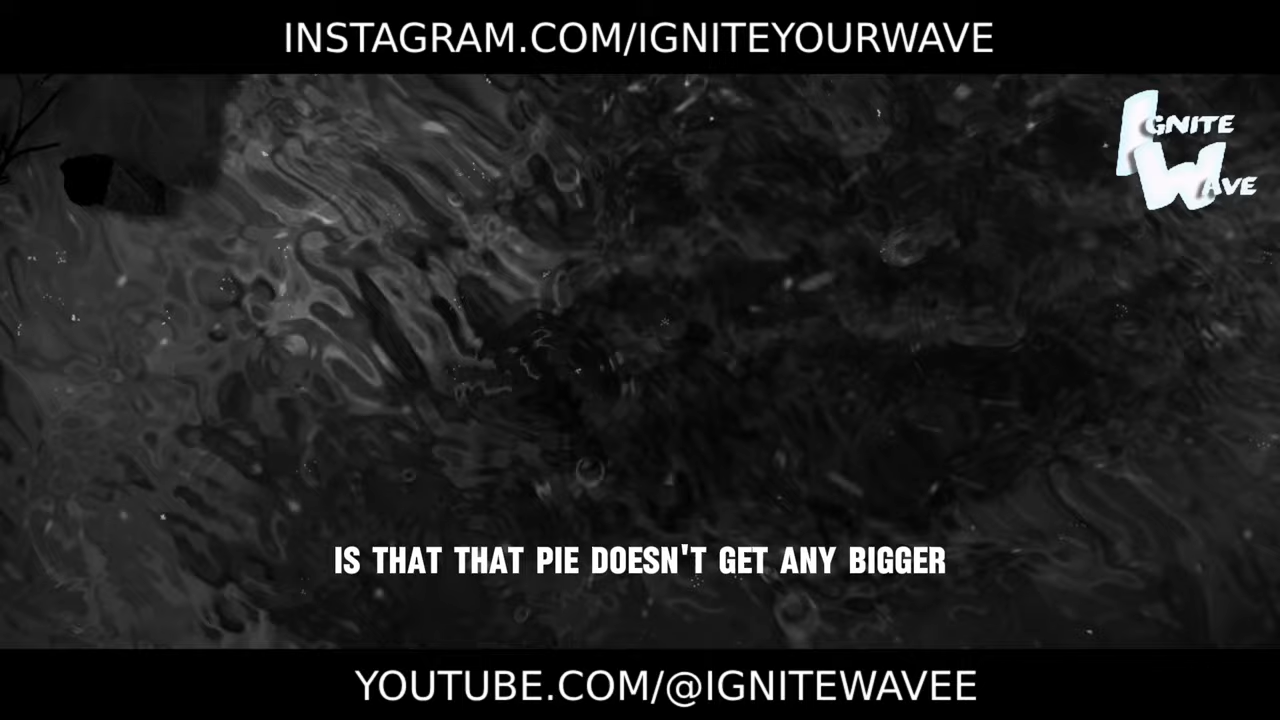 INSTAGRAM.COM/IGNITEYOURWAVE
IGNITE
WAVE
IS THAT THAT PIE DOESN'T GET ANY BIGGER
YOUTUBE.COM/@IGNITEWAVEE